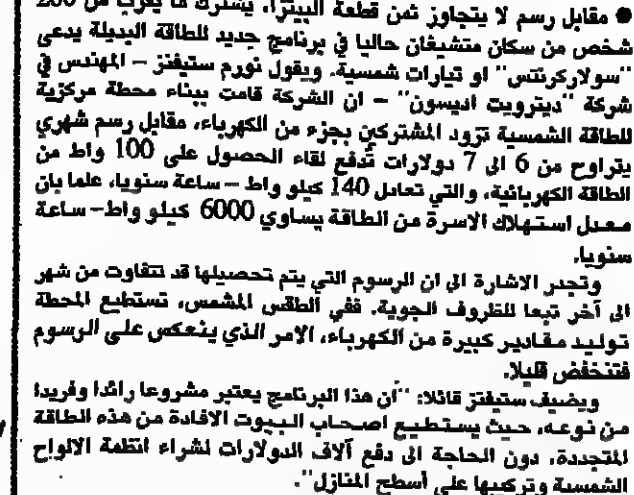 ● مقابل رسم لا يتجاوز ثمن قطعة البيتزا، يشترك ما يقرب من 280
شخص من سكان متشيغان حاليا في برنامج جديد للطاقة البديلة يدعى
"سولاركرنتس" او تيارات شمسية. ويقول نورم ستيفنز – المهندس في
شركة "ديترويت اديسون" – ان الشركة قامت ببناء محطة مركزية
للطاقة الشمسية تزود المشتركين بجزء من الكهرباء، مقابل رسم شهري
يتراوح من 6 الى 7 دولارات تُدفع لقاء الحصول على 100 واط من
الطاقة الكهربائية، والتي تعادل 140 كيلو واط – ساعة سنويا، علما بان
معدل استهلاك الاسرة من الطاقة يساوي 6000 كيلو واط– ساعة
سنويا.
وتجدر الاشارة الى ان الرسوم التي يتم تحصيلها قد تتفاوت من شهر
الى آخر تبعا للظروف الجوية. ففي الطقس المشمس، تستطيع المحطة
توليد مقادير كبيرة من الكهرباء، الامر الذي ينعكس على الرسوم
فتنخفض قليلا.
ويضيف ستيفنز قائلا: "أن هذا البرنامج يعتبر مشروعا رائدا وفريدا
من نوعه، حيث يستطيع اصحاب البيوت الافادة من هذه الطاقة
المتجددة، دون الحاجة الى دفع آلاف الدولارات لشراء انظمة الالواح
الشمسية وتركيبها على أسطح المنازل".